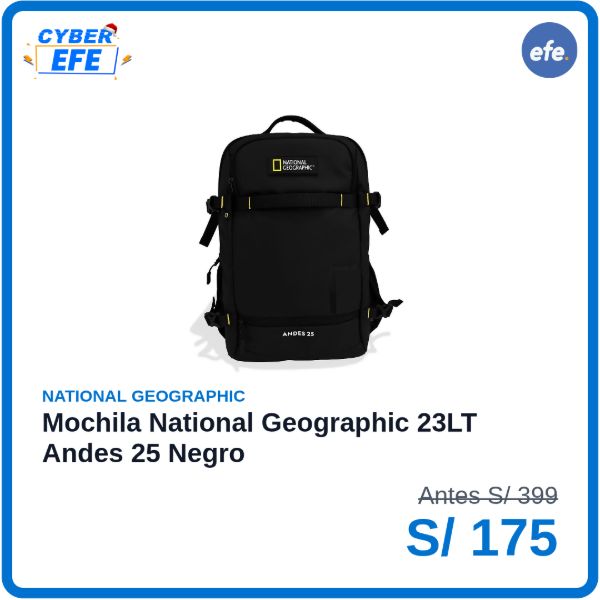 CYBER
EFE
efe.
NATIONAL
GEOGRAPHIC
ANDES 25
NATIONAL GEOGRAPHIC
Mochila National Geographic 23LT
Andes 25 Negro
Antes S/ 399
S/ 175